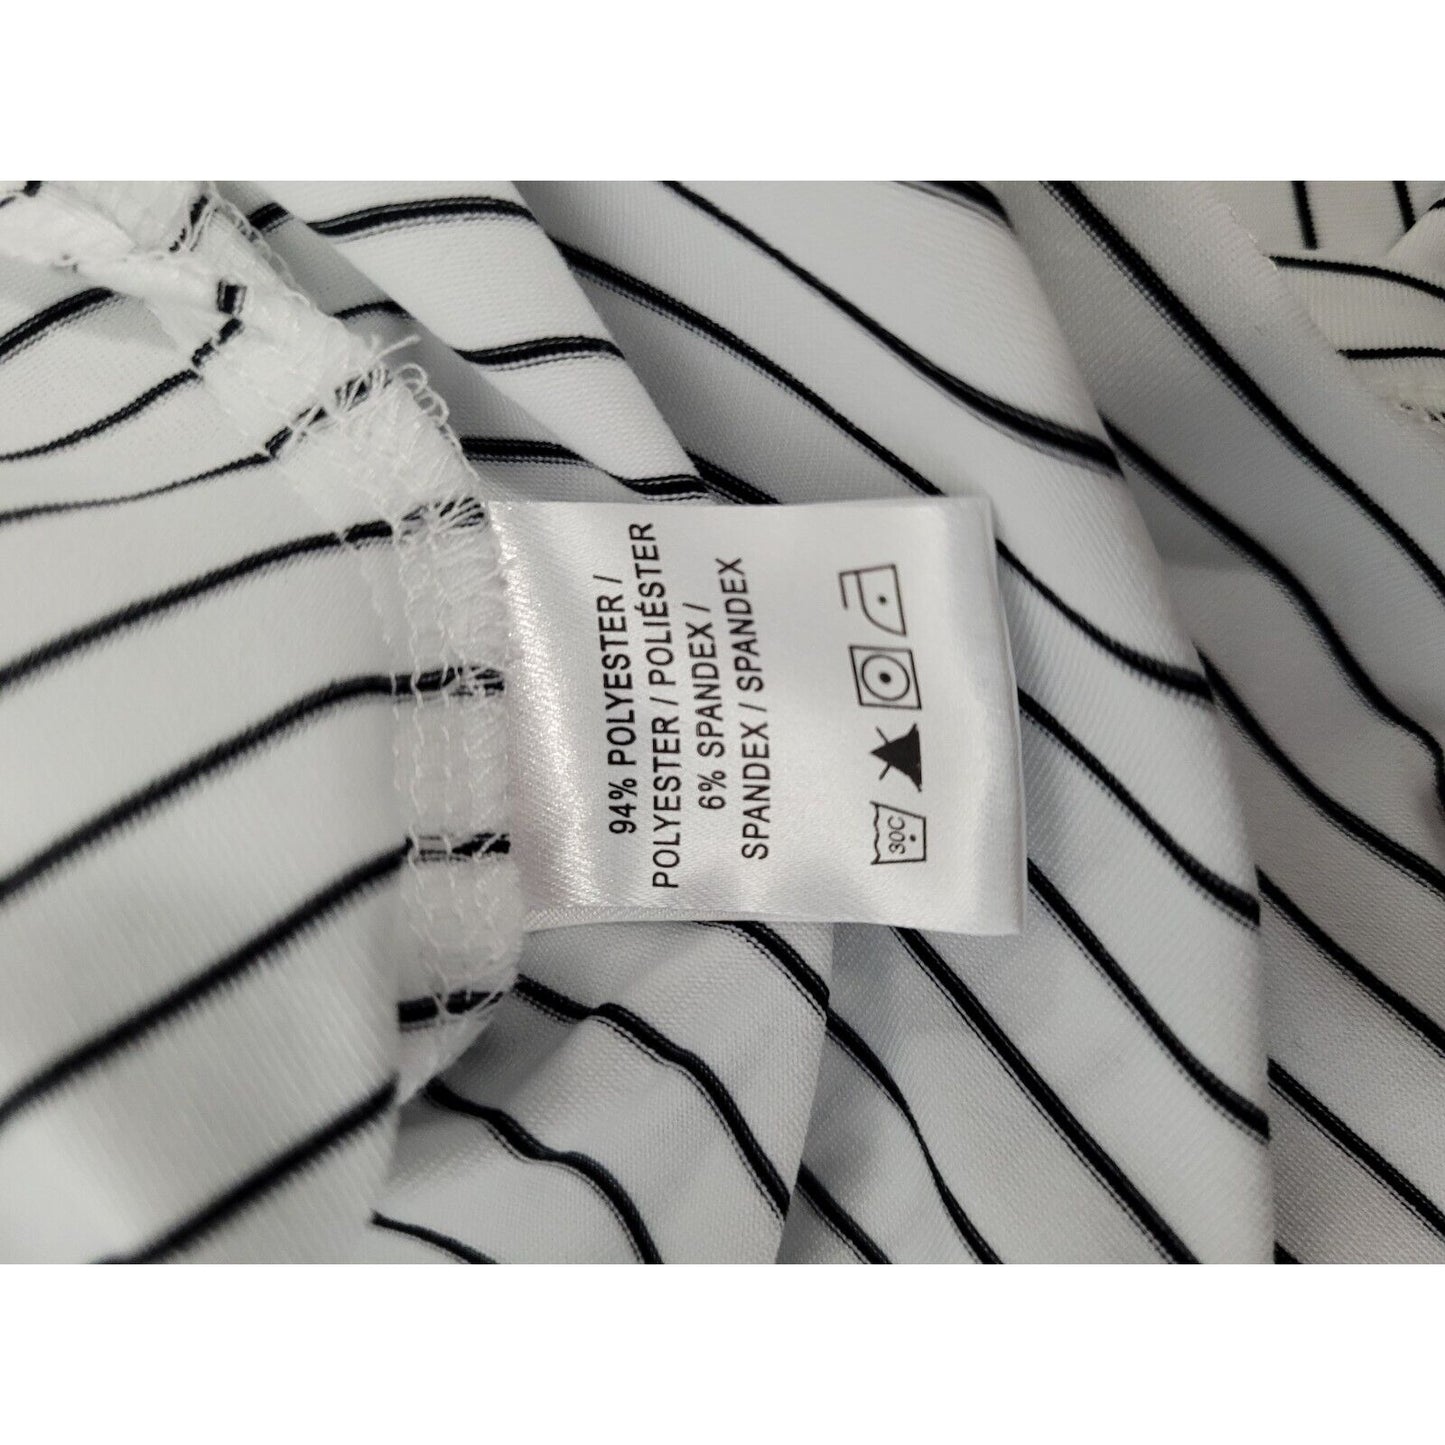 94% POLYESTER /
POLYESTER / POLIÉSTER
6% SPANDEX /
SPANDEX / SPANDEX
30C